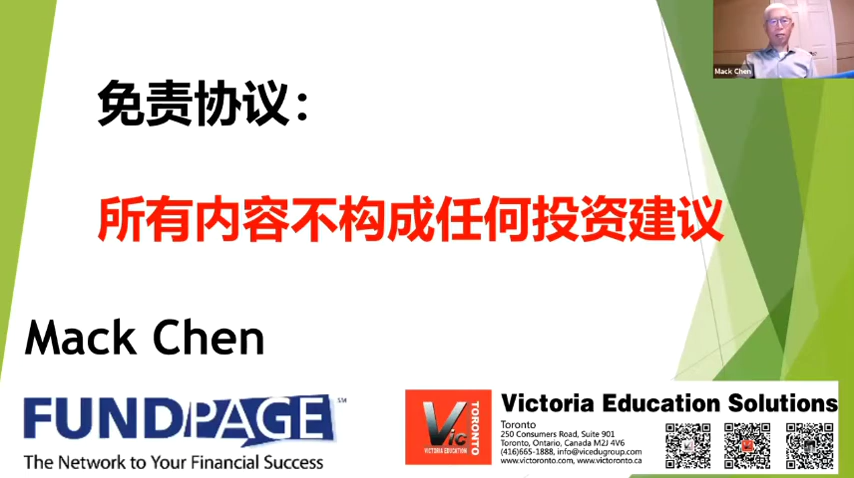 免责协议：
所有内容不构成任何投资建议
Mack Chen
Mack Chen
FUNDPAGE SM
The Network to Your Financial Success
Vic
TORONTO
VICTORIA EDUCATION
Victoria Education Solutions
Toronto
250 Consumers Road, Suite 901
Toronto, Ontario, Canada M2J 4V6
(416)665-1888, info@vicedugroup.com
www.victoronto.com, www.victoronto.ca